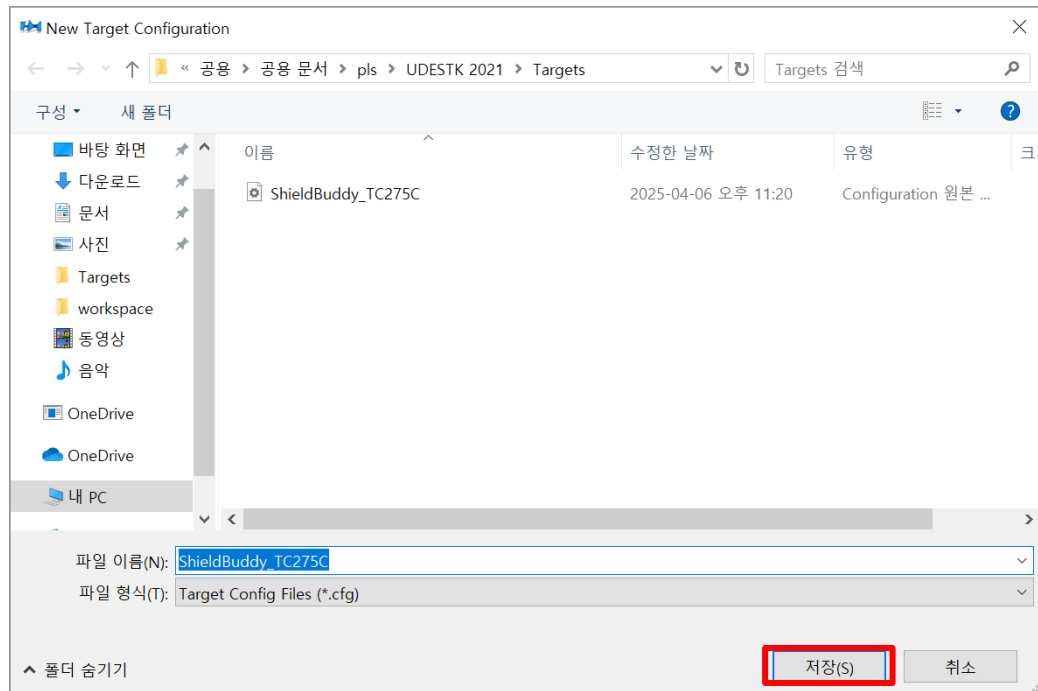 New Target Configuration
« 공용 > 공용 문서 > pls > UDESTK 2021 > Targets
Targets 검색
구성 새 폴더
바탕 화면
다운로드
문서
사진
Targets
workspace
동영상
음악
OneDrive
OneDrive
내 PC
이름 수정한 날짜 유형
ShieldBuddy_TC275C 2025-04-06 오후 11:20 Configuration 원본 ...
파일 이름(N): ShieldBuddy_TC275C
파일 형식(T): Target Config Files (*.cfg)
폴더 숨기기
저장(S) 취소